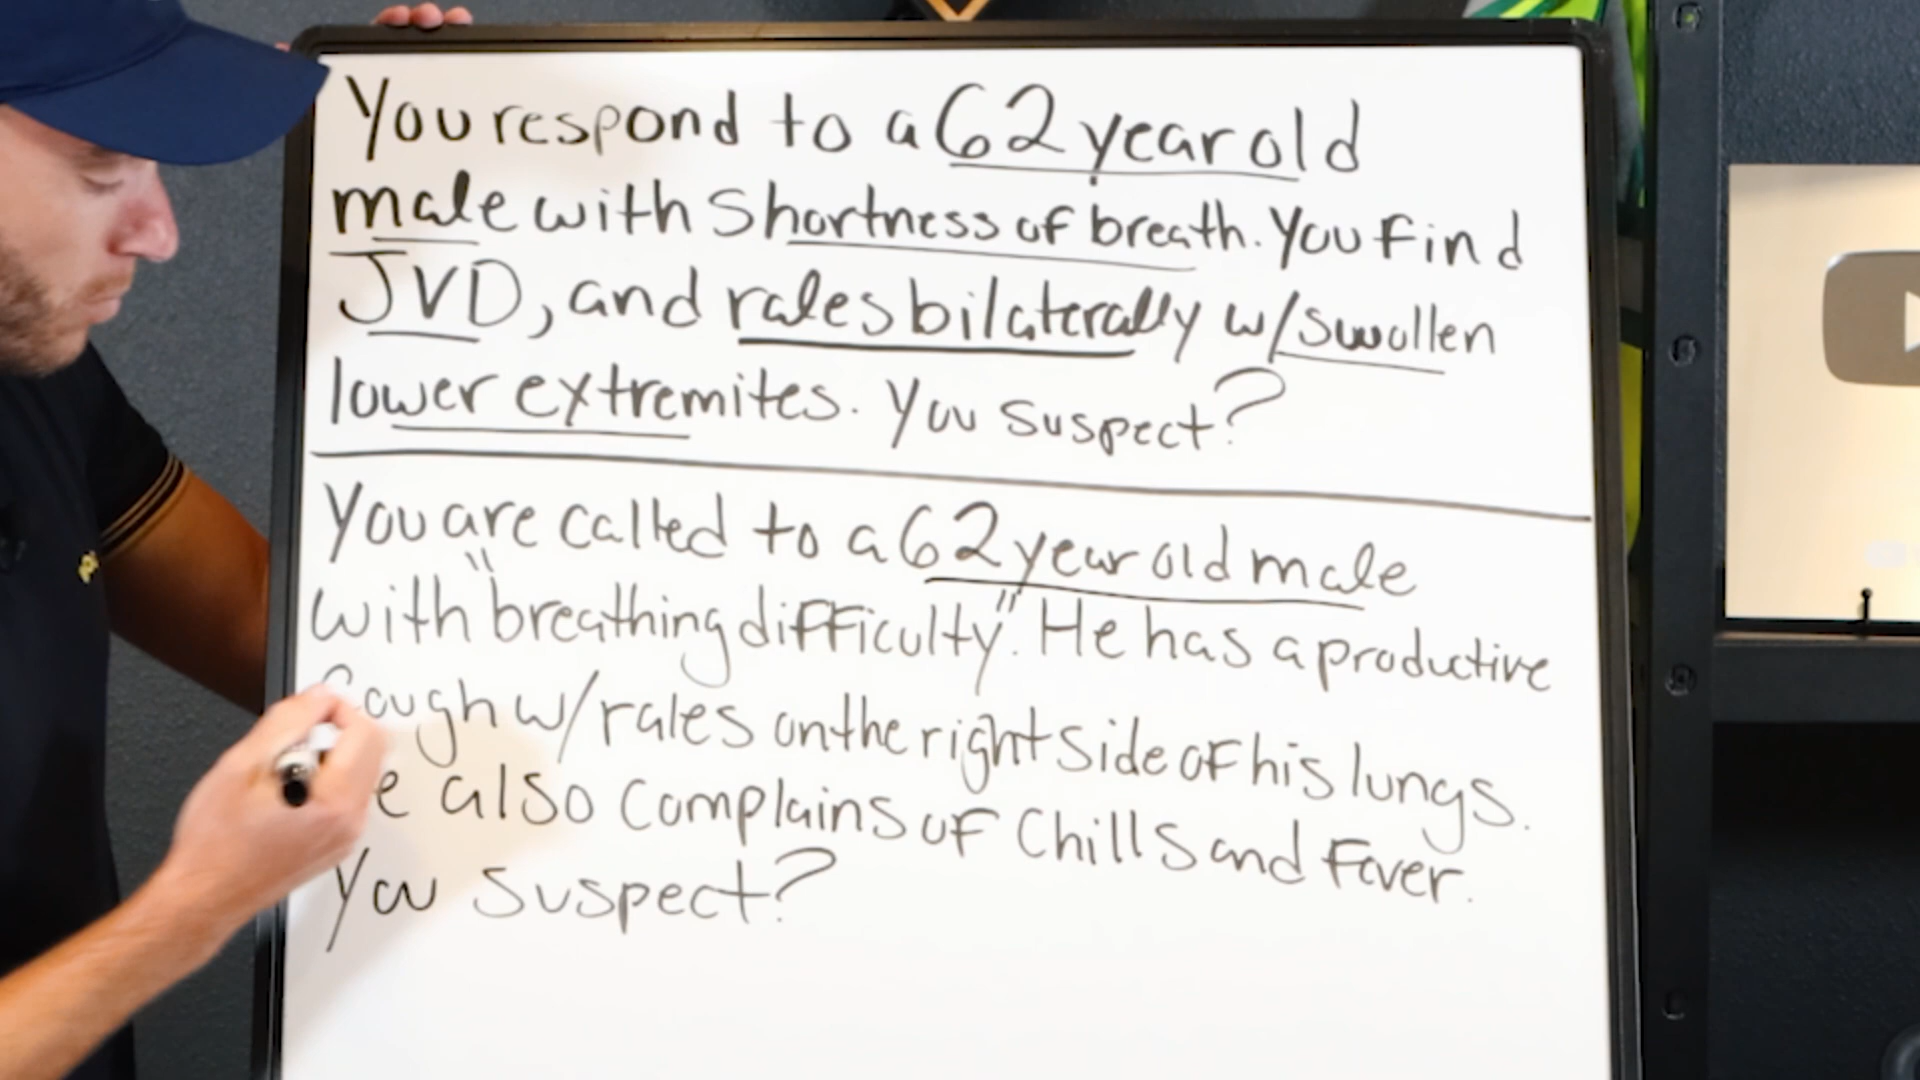 You respond to a 62 year old
male with Shortness of breath. You find
JVD, and rales bilaterally w/swollen
lower extremites. You suspect?
You are called to a 62 year old male
with "breathing difficulty". He has a productive
Cough w/rales on the right side of his lungs.
e also complains of Chills and Fever.
You suspect?